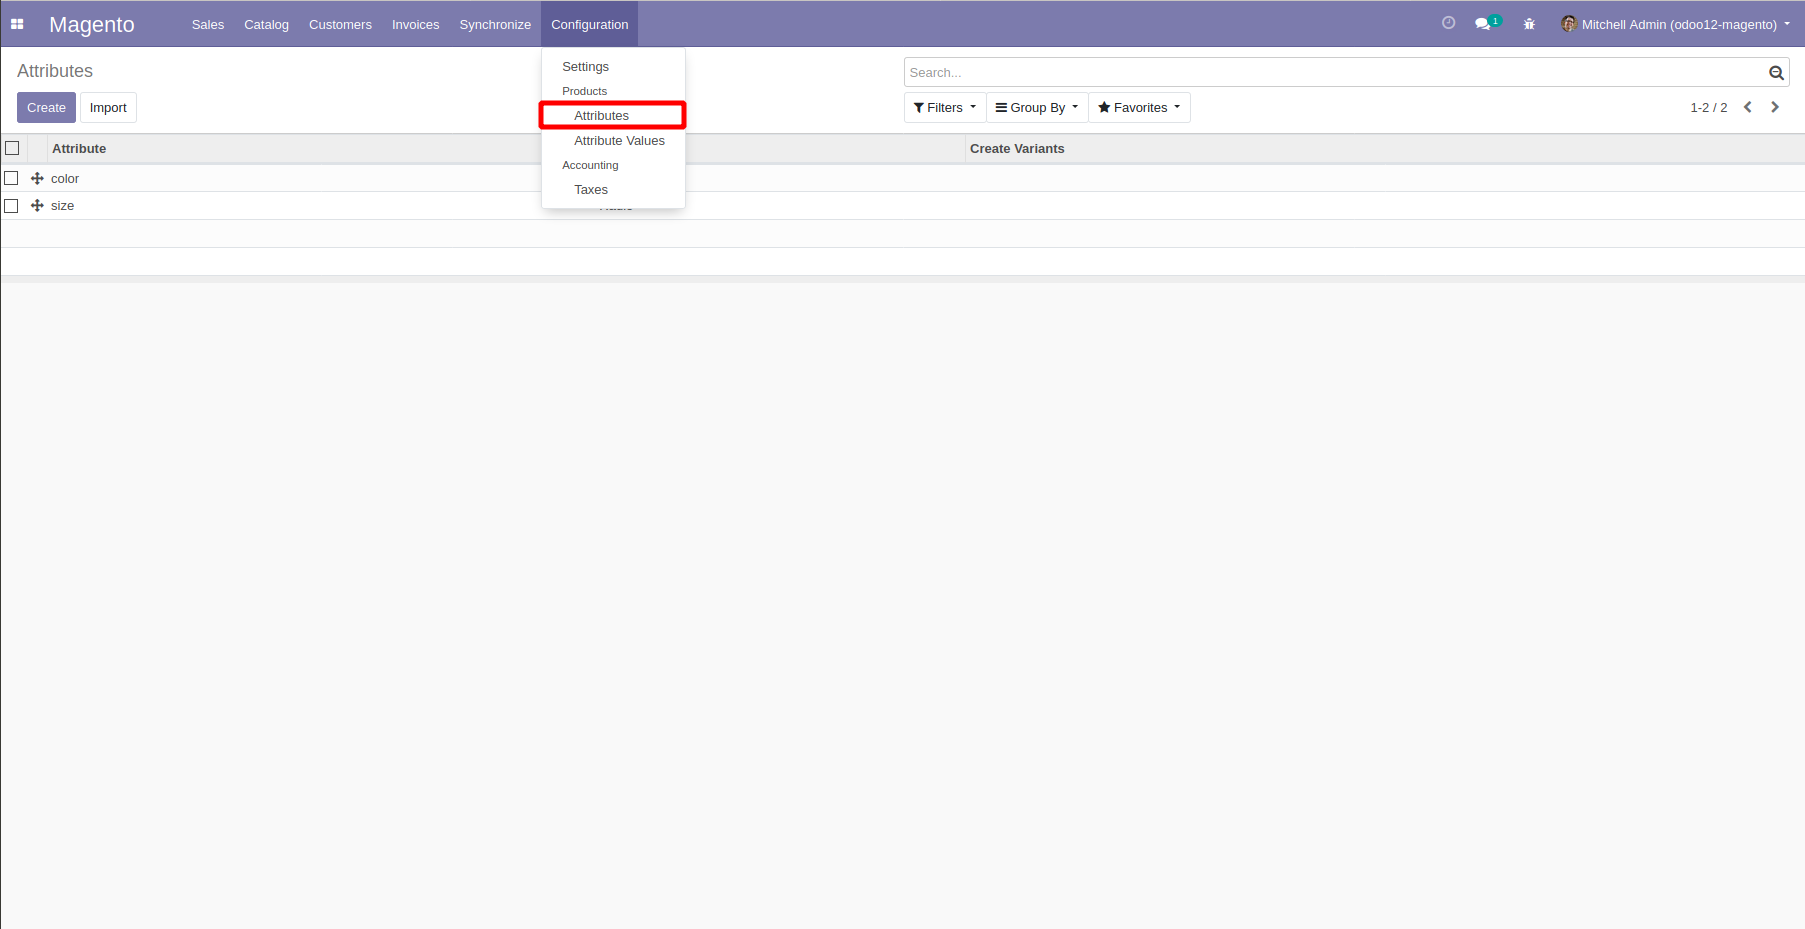 Magento Sales Catalog Customers Invoices Synchronize Configuration 1 Mitchell Admin (odoo12-magento)
Attributes
Search...
Create Import
Filters Group By Favorites 1-2 / 2
Settings
Products
Attributes
Attribute Values
Accounting
Taxes
Attribute Create Variants
color
size